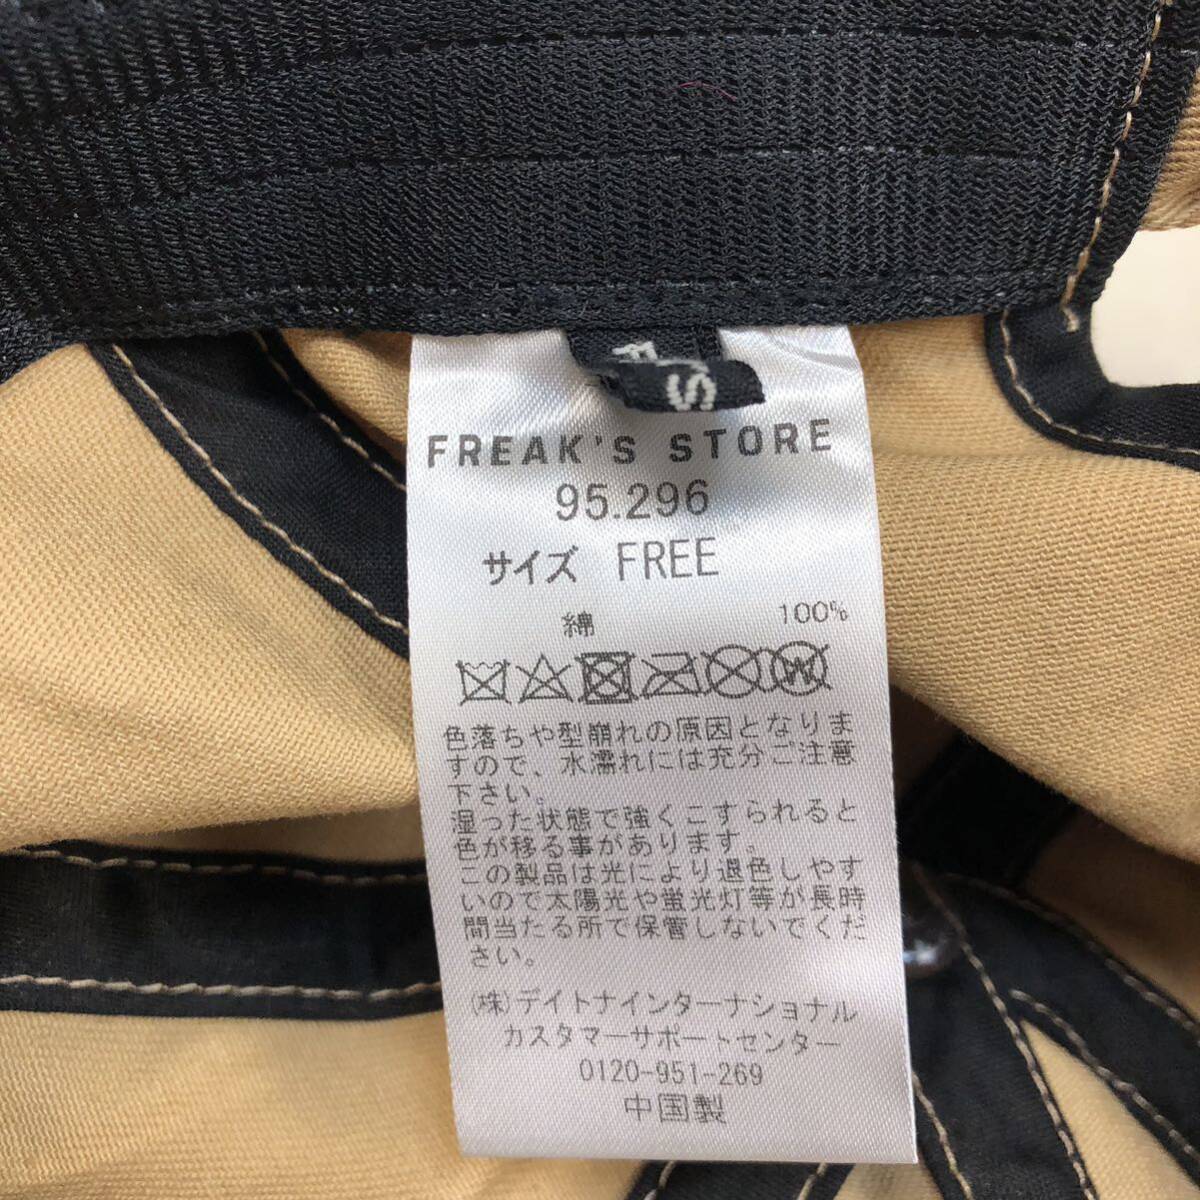 FREAK'S STORE
95.296
サイズ FREE
綿 100%
W
色落ちや型崩れの原因となりま
すので、水濡れには充分ご注意
下さい。
湿った状態で強くこすられると
色が移る事があります。
この製品は光により退色しやす
いので太陽光や蛍光灯等が長時
間当たる所で保管しないでくだ
さい。
(株)デイトナインターナショナル
カスタマーサポートセンター
0120-951-269
中国製